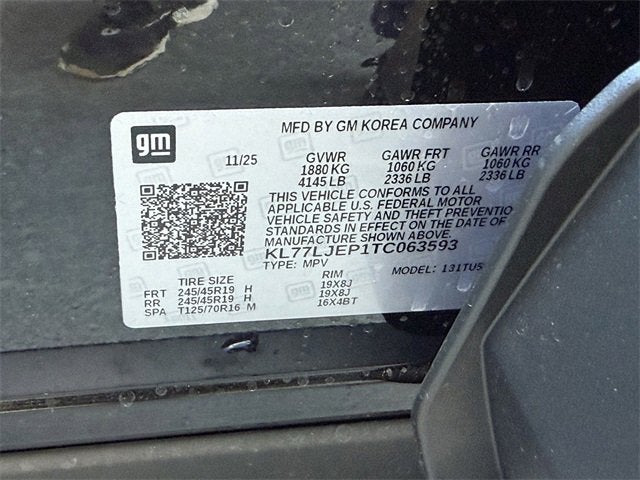 gm
MFD BY GM KOREA COMPANY
11/25 GVWR GAWR FRT GAWR RR
1880 KG 1060 KG 1060 KG
4145 LB 2336 LB 2336 LB
THIS VEHICLE CONFORMS TO ALL
APPLICABLE U.S. FEDERAL MOTOR
VEHICLE SAFETY AND THEFT PREVENTIO
STANDARDS IN EFFECT ON THE DATE OF
MANUFACTURE SHOWN ABOVE.
KL77LJEP1TC063593
TYPE: MPV MODEL: 131TU5
TIRE SIZE RIM
FRT 245/45R19 H 19X8J
RR 245/45R19 H 19X8J
SPA T125/70R16 M 16X4BT